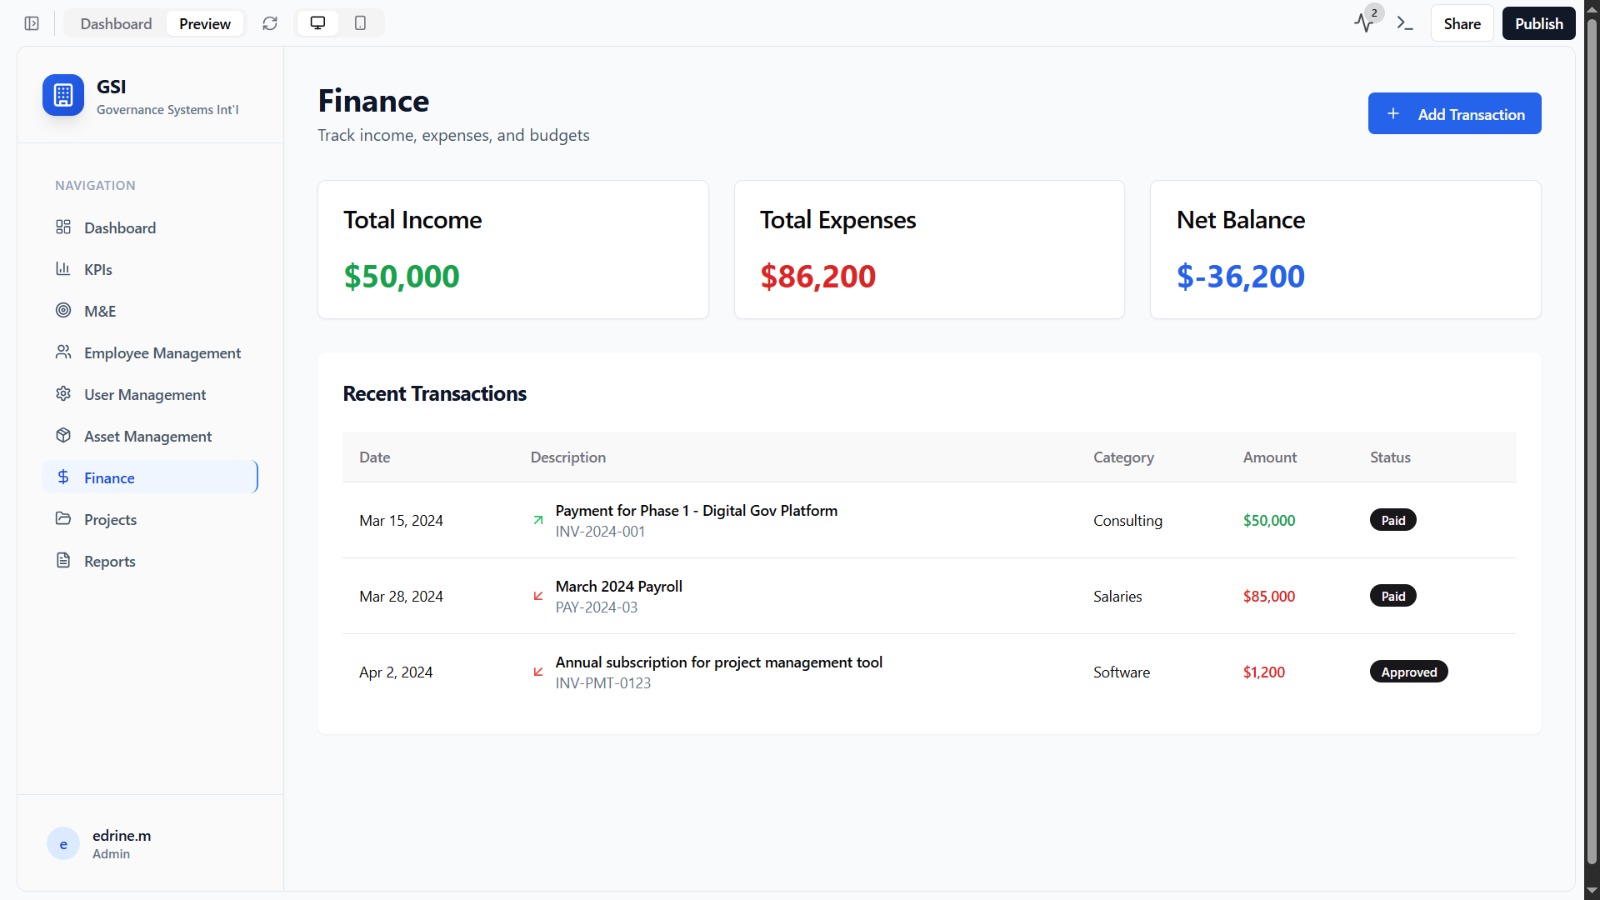 Dashboard Preview 2 Share Publish
GSI
Governance Systems Int'l
NAVIGATION
Dashboard
KPIs
M&E
Employee Management
User Management
Asset Management
Finance
Projects
Reports
e
edrine.m
Admin
Finance
Track income, expenses, and budgets
Add Transaction
Total Income
$50,000
Total Expenses
$86,200
Net Balance
$-36,200
Recent Transactions
Date Description Category Amount Status
Mar 15, 2024 Payment for Phase 1 - Digital Gov Platform Consulting $50,000 Paid
INV-2024-001
Mar 28, 2024 March 2024 Payroll Salaries $85,000 Paid
PAY-2024-03
Apr 2, 2024 Annual subscription for project management tool Software $1,200 Approved
INV-PMT-0123